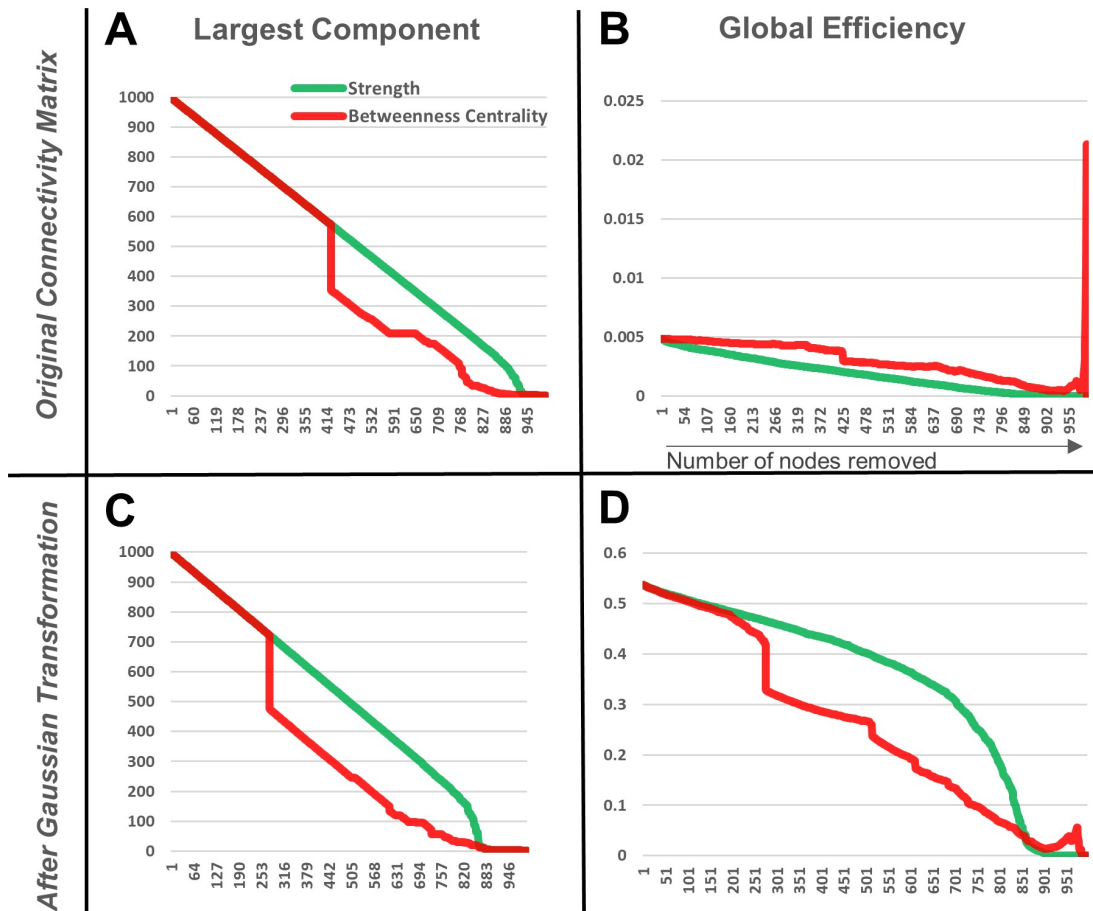 A Largest Component
B Global Efficiency
Original Connectivity Matrix
Strength
Betweenness Centrality
1000
900
800
700
600
500
400
300
200
100
0
1 60 119 178 237 296 355 414 473 532 591 650 709 768 827 886 945
0.025
0.02
0.015
0.01
0.005
0
1 54 107 160 213 266 319 372 425 478 531 584 637 690 743 796 849 902 955
Number of nodes removed
After Gaussian Transformation
C
1000
900
800
700
600
500
400
300
200
100
0
1 64 127 190 253 316 379 442 505 568 631 694 757 820 883 946
D
0.6
0.5
0.4
0.3
0.2
0.1
0
1 51 101 151 201 251 301 351 401 451 501 551 601 651 701 751 801 851 901 951